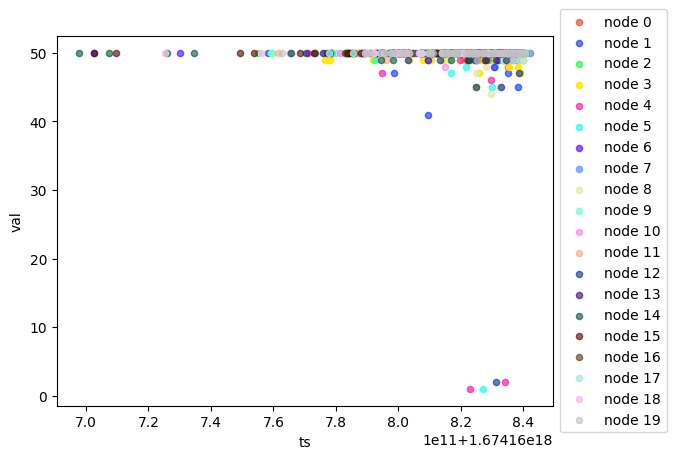 50
40
30
20
10
0
val
7.0 7.2 7.4 7.6 7.8 8.0 8.2 8.4
ts
1e11+1.67416e18
node 0
node 1
node 2
node 3
node 4
node 5
node 6
node 7
node 8
node 9
node 10
node 11
node 12
node 13
node 14
node 15
node 16
node 17
node 18
node 19